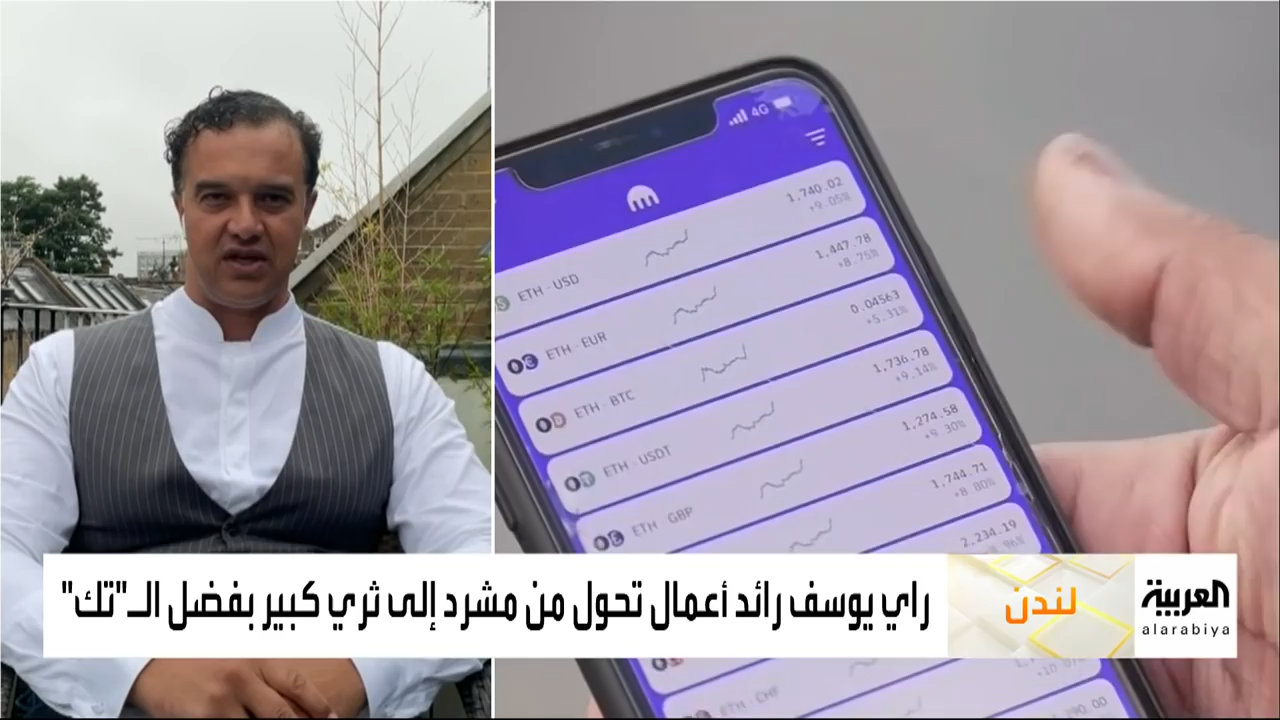 4G
1,740.02
+9.05%
ETH · USD
1,447.78
+8.75%
ETH · EUR
0.04563
+5.31%
ETH · BTC
1,736.78
+9.14%
ETH · USDT
1,274.58
+9.30%
ETH · GBP
1,744.71
+8.80%
2,234.19
راي يوسف رائد أعمال تحول من مشرد إلى ثري كبير بفضل الـ"تك"
لندن
العربية
alarabiya
ETH · CHF